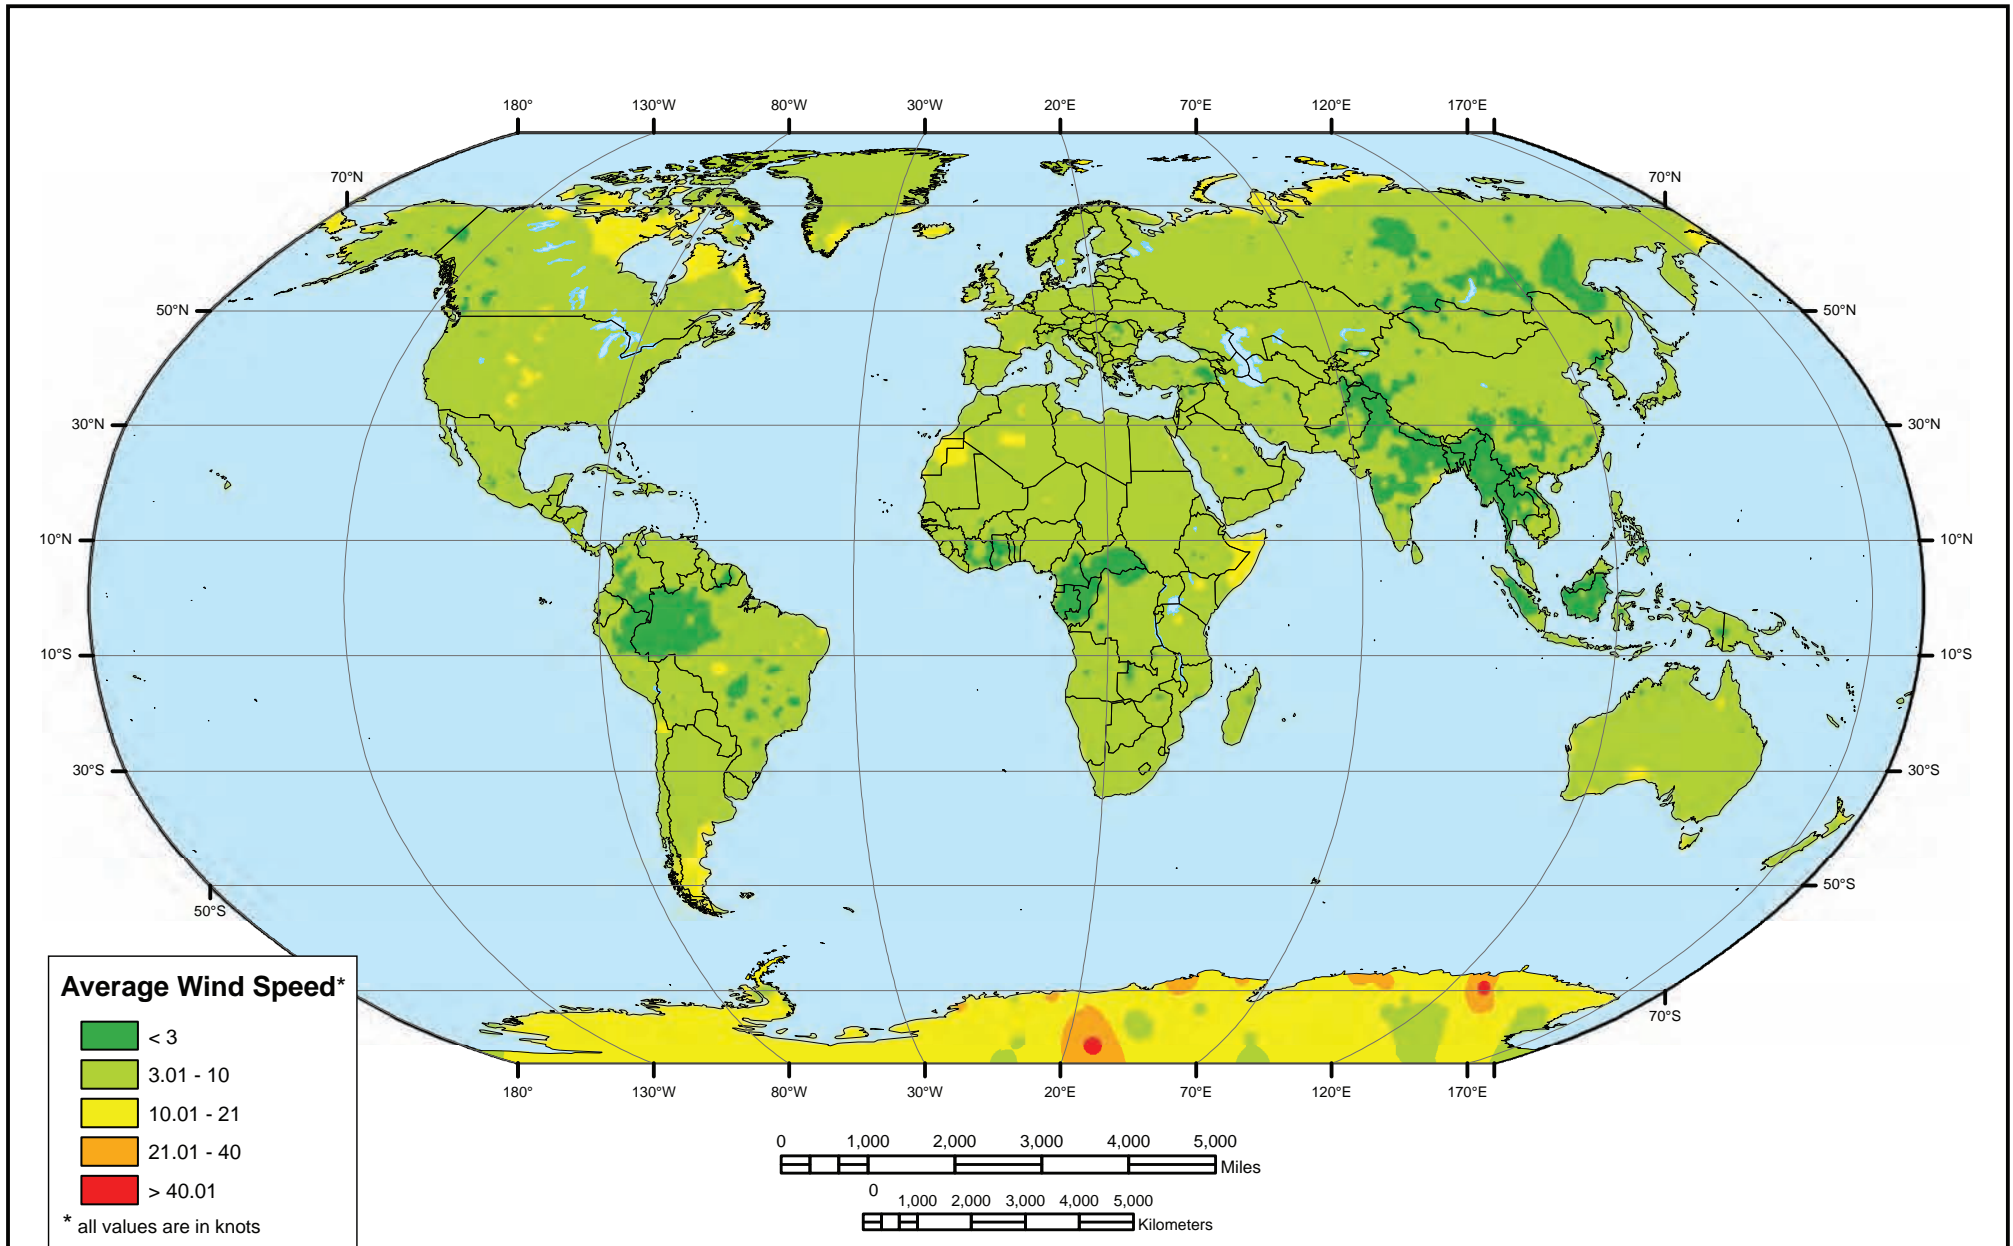 180° 130°W 80°W 30°W 20°E 70°E 120°E 170°E
70°N 70°N
50°N 50°N
30°N 30°N
10°N 10°N
10°S 10°S
30°S 30°S
50°S 50°S
70°S
180° 130°W 80°W 30°W 20°E 70°E 120°E 170°E
Average Wind Speed*
< 3
3.01 - 10
10.01 - 21
21.01 - 40
> 40.01
* all values are in knots
0 1,000 2,000 3,000 4,000 5,000
Miles
0 1,000 2,000 3,000 4,000 5,000
Kilometers